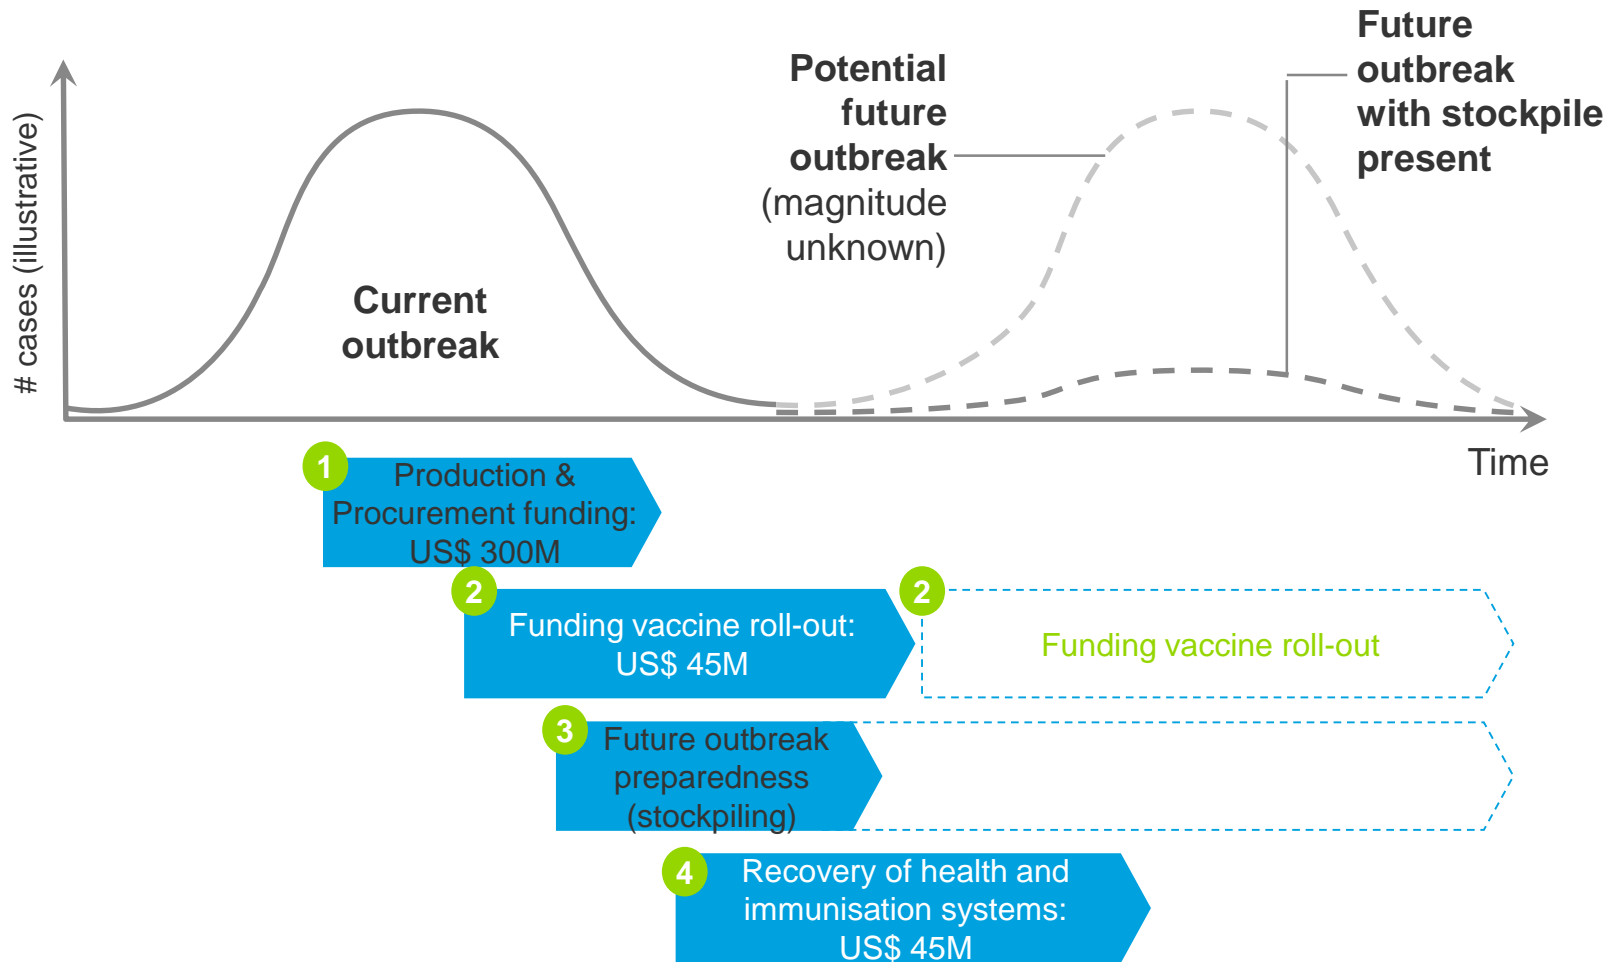 # cases (illustrative)
Current
outbreak
Potential
future
outbreak
(magnitude
unknown)
Future
outbreak
with stockpile
present
Time
1
Production &
Procurement funding:
US$ 300M
2
Funding vaccine roll-out:
US$ 45M
2
Funding vaccine roll-out
3
Future outbreak
preparedness
(stockpiling)
4
Recovery of health and
immunisation systems:
US$ 45M